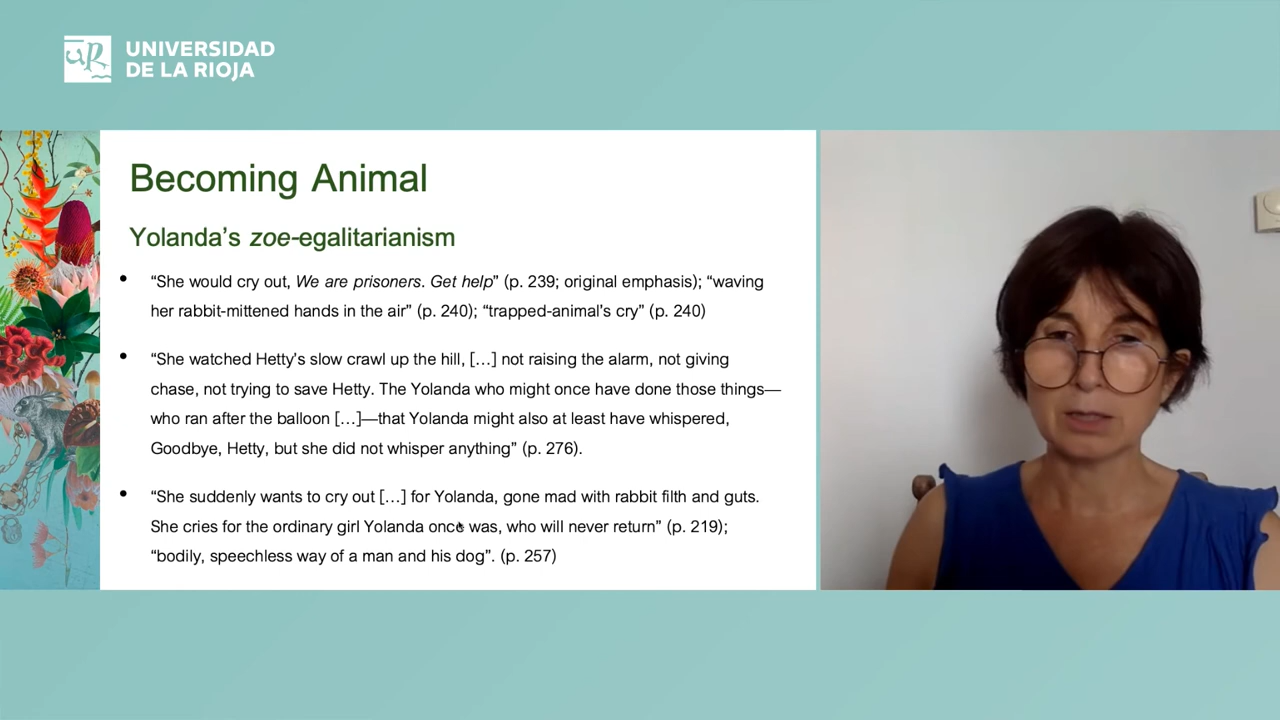 UNIVERSIDAD
DE LA RIOJA
Becoming Animal
Yolanda’s zoe-egalitarianism
• “She would cry out, We are prisoners. Get help” (p. 239; original emphasis); “waving
her rabbit-mittened hands in the air” (p. 240); “trapped-animal’s cry” (p. 240)
• “She watched Hetty’s slow crawl up the hill, […] not raising the alarm, not giving
chase, not trying to save Hetty. The Yolanda who might once have done those things—
who ran after the balloon […]—that Yolanda might also at least have whispered,
Goodbye, Hetty, but she did not whisper anything” (p. 276).
• “She suddenly wants to cry out […] for Yolanda, gone mad with rabbit filth and guts.
She cries for the ordinary girl Yolanda once was, who will never return” (p. 219);
“bodily, speechless way of a man and his dog”. (p. 257)